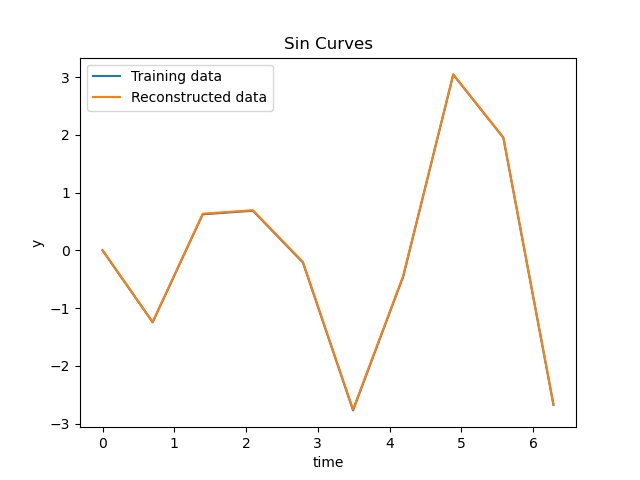 Sin Curves
Training data
Reconstructed data
3
2
1
0
−1
−2
−3
y
0 1 2 3 4 5 6
time